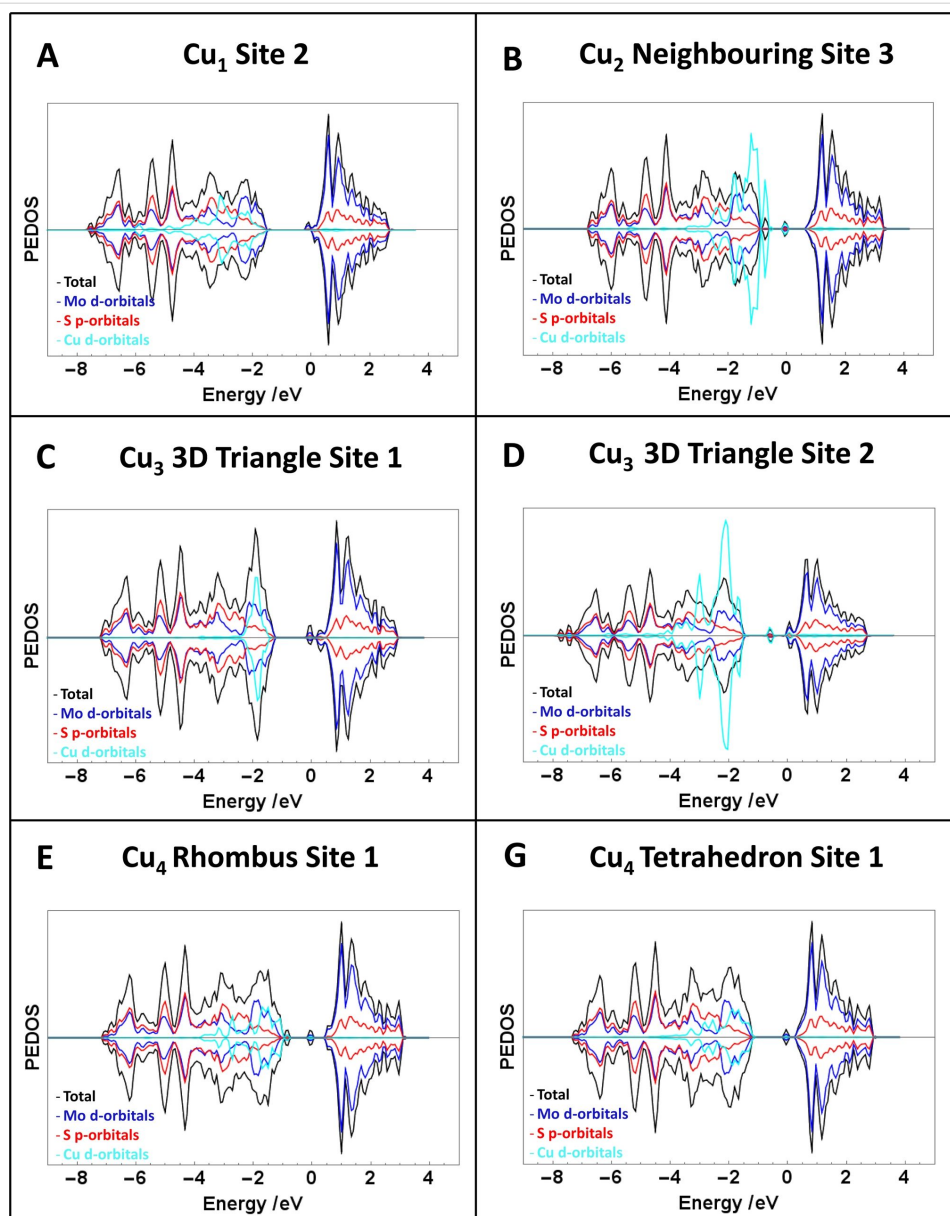 A
Cu₁ Site 2
PEDOS
- Total
- Mo d-orbitals
- S p-orbitals
- Cu d-orbitals
−8 −6 −4 −2 0 2 4
Energy /eV
B
Cu₂ Neighbouring Site 3
PEDOS
- Total
- Mo d-orbitals
- S p-orbitals
- Cu d-orbitals
−8 −6 −4 −2 0 2 4
Energy /eV
C
Cu₃ 3D Triangle Site 1
PEDOS
- Total
- Mo d-orbitals
- S p-orbitals
- Cu d-orbitals
−8 −6 −4 −2 0 2 4
Energy /eV
D
Cu₃ 3D Triangle Site 2
PEDOS
- Total
- Mo d-orbitals
- S p-orbitals
- Cu d-orbitals
−8 −6 −4 −2 0 2 4
Energy /eV
E
Cu₄ Rhombus Site 1
PEDOS
- Total
- Mo d-orbitals
- S p-orbitals
- Cu d-orbitals
−8 −6 −4 −2 0 2 4
Energy /eV
G
Cu₄ Tetrahedron Site 1
PEDOS
- Total
- Mo d-orbitals
- S p-orbitals
- Cu d-orbitals
−8 −6 −4 −2 0 2 4
Energy /eV